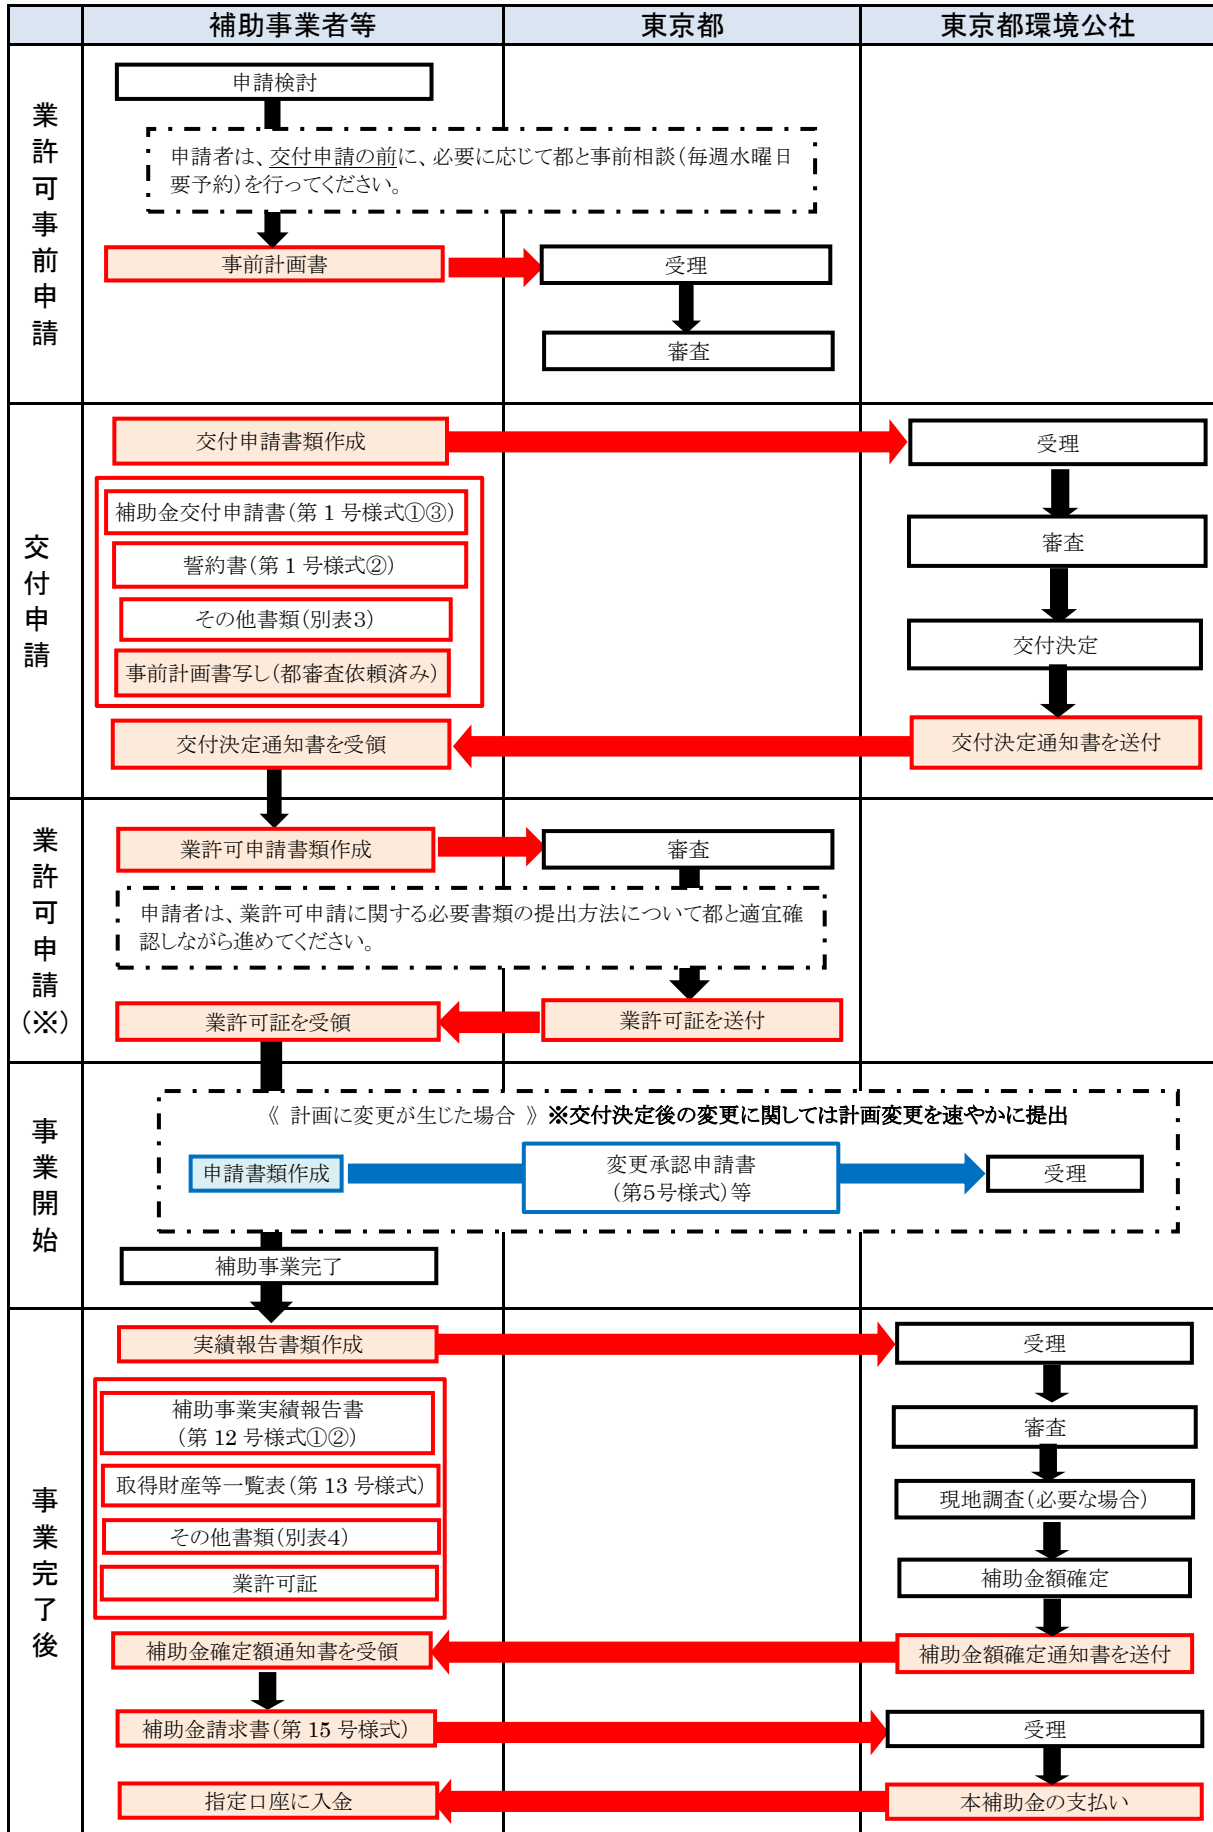 補助事業者等
東京都
東京都環境公社
業許可事前申請
申請検討
申請者は、交付申請の前に、必要に応じて都と事前相談(毎週水曜日
要予約)を行ってください。
事前計画書
受理
審査
交付申請
交付申請書類作成
受理
補助金交付申請書(第1号様式①③)
誓約書(第1号様式②)
その他書類(別表3)
事前計画書写し(都審査依頼済み)
審査
交付決定
交付決定通知書を受領
交付決定通知書を送付
業許可申請(※)
業許可申請書類作成
審査
申請者は、業許可申請に関する必要書類の提出方法について都と適宜確
認しながら進めてください。
業許可証を受領
業許可証を送付
事業開始
《 計画に変更が生じた場合 》※交付決定後の変更に関しては計画変更を速やかに提出
申請書類作成
変更承認申請書
(第5号様式)等
受理
補助事業完了
事業完了後
実績報告書類作成
受理
補助事業実績報告書
(第12号様式①②)
取得財産等一覧表(第13号様式)
その他書類(別表4)
業許可証
審査
現地調査(必要な場合)
補助金額確定
補助金確定額通知書を受領
補助金額確定通知書を送付
補助金請求書(第15号様式)
受理
指定口座に入金
本補助金の支払い